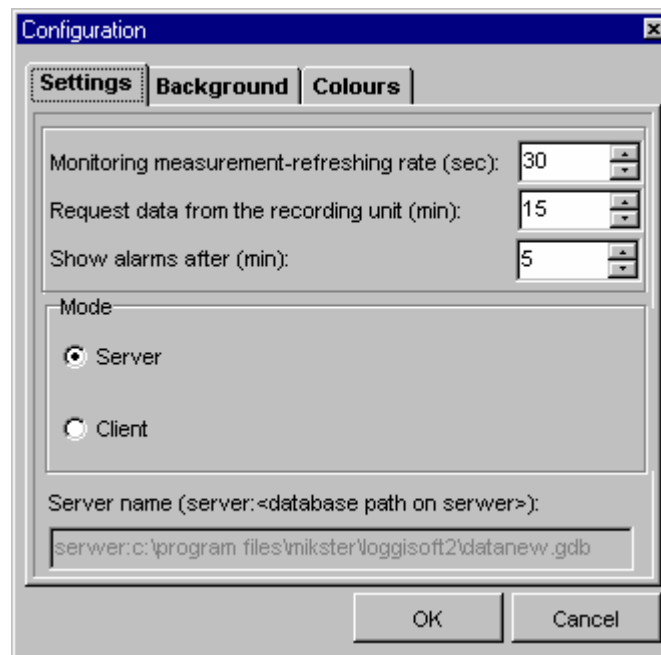 Configuration
Settings Background Colours
Monitoring measurement-refreshing rate (sec): 30
Request data from the recording unit (min): 15
Show alarms after (min): 5
Mode
Server
Client
Server name (server:<database path on serwer>):
serwer:c:\program files\mikster\loggisoft2\datanew.gdb
OK Cancel